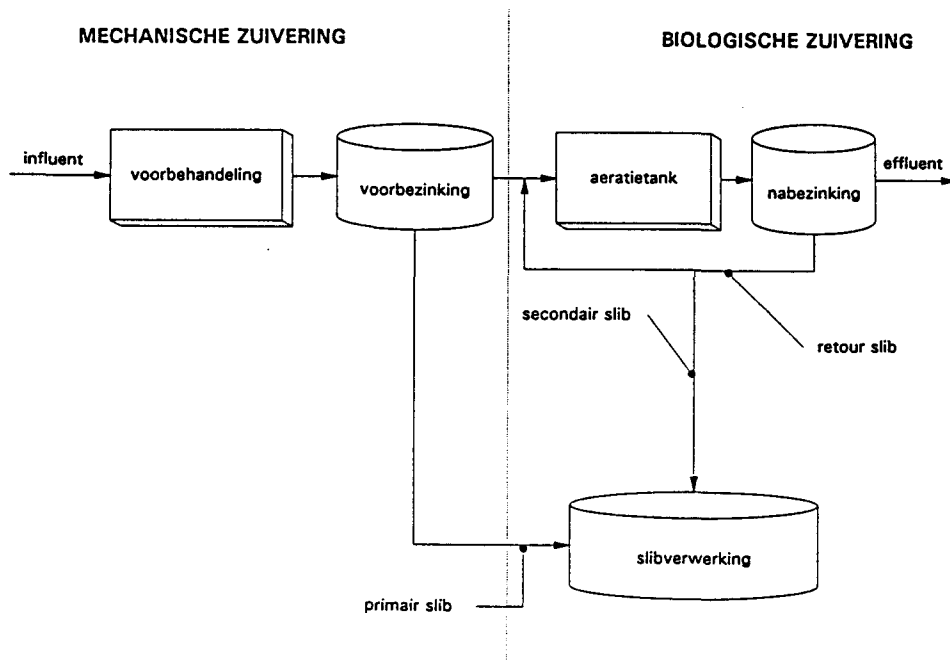 MECHANISCHE ZUIVERING
BIOLOGISCHE ZUIVERING
influent
voorbehandeling
voorbezinking
aeratietank
nabezinking
effluent
secondair slib
retour slib
slibverwerking
primair slib